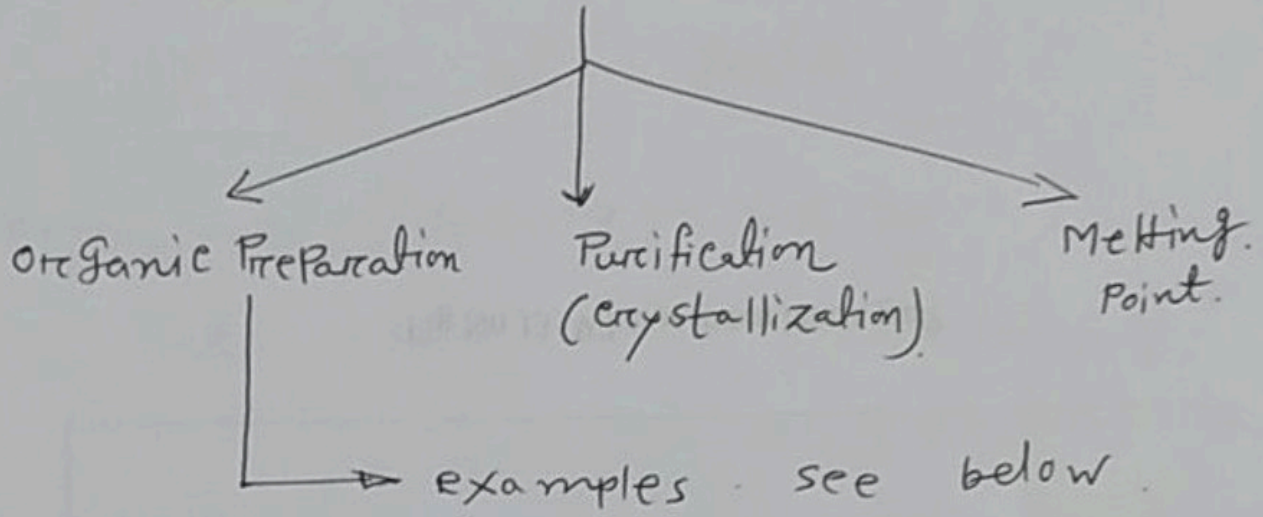 Organic Preparation
Purification
(crystallization).
Melting.
Point.
examples. see below.